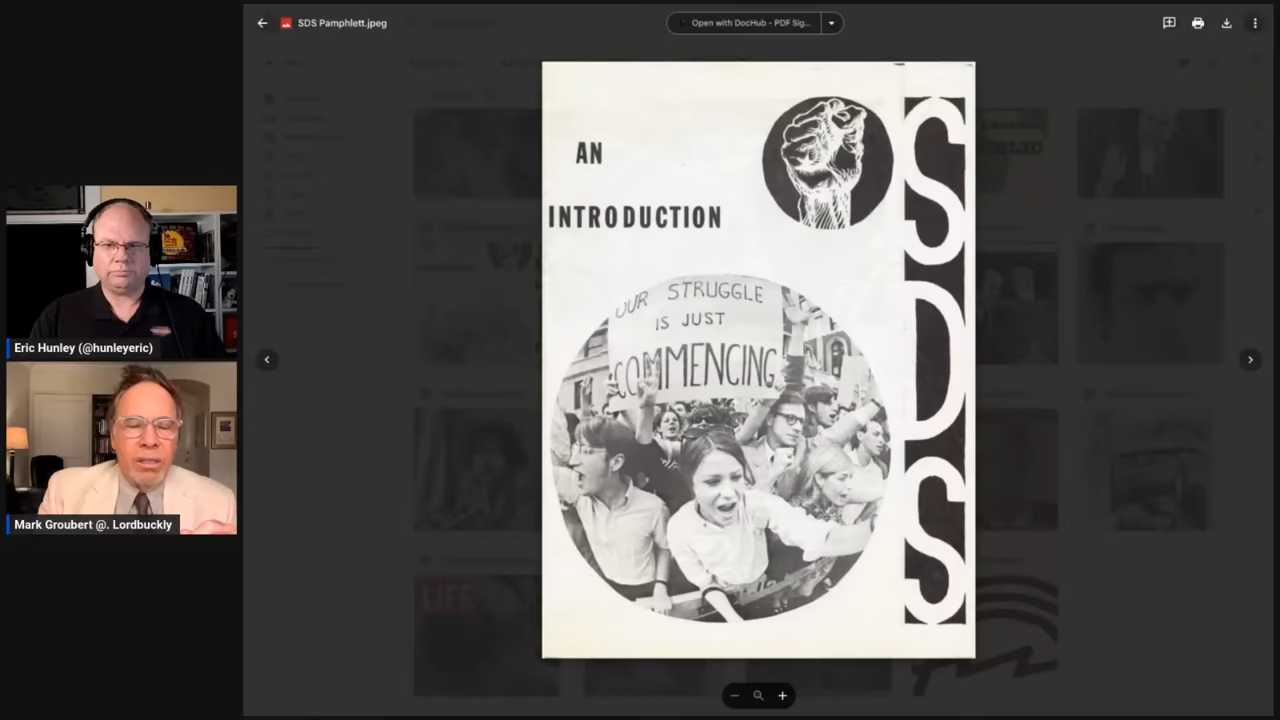 SDS Pamphlett.jpeg
Open with DocHub - PDF Sig...
AN
INTRODUCTION
SDS
OUR STRUGGLE
IS JUST
COMMENCING
Eric Hunley (@hunleyeric)
Mark Groubert @. Lordbuckly
LIFE